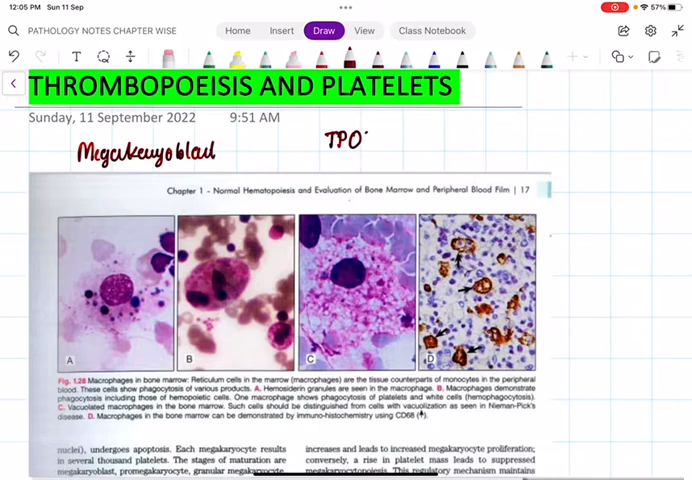 12:05 PM Sun 11 Sep
57%
PATHOLOGY NOTES CHAPTER WISE
Home Insert Draw View Class Notebook
T
THROMBOPOEISIS AND PLATELETS
Sunday, 11 September 2022 9:51 AM
TPO
Megakaryoblast
Chapter 1 - Normal Hematopoiesis and Evaluation of Bone Marrow and Peripheral Blood Film | 17
A B C D
Fig. 1.28 Macrophages in bone marrow: Reticulum cells in the marrow (macrophages) are the tissue counterparts of monocytes in the peripheral
blood. These cells show phagocytosis of various products. A. Hemosiderin granules are seen in the macrophage. B. Macrophages demonstrate
phagocytosis including those of hemopoietic cells. One macrophage shows phagocytosis of platelets and white cells (hemophagocytosis).
C. Vacuolated macrophages in the bone marrow. Such cells should be distinguished from cells with vacuolization as seen in Nieman-Pick's
disease. D. Macrophages in the bone marrow can be demonstrated by immuno-histochemistry using CD68 (↑).
nuclei), undergoes apoptosis. Each megakaryocyte results
in several thousand platelets. The stages of maturation are
megakaryoblast, promegakaryocyte, granular megakaryocyte
increases and leads to increased megakaryocyte proliferation;
conversely, a rise in platelet mass leads to suppressed
megakaryocytopoiesis. This regulatory mechanism maintains